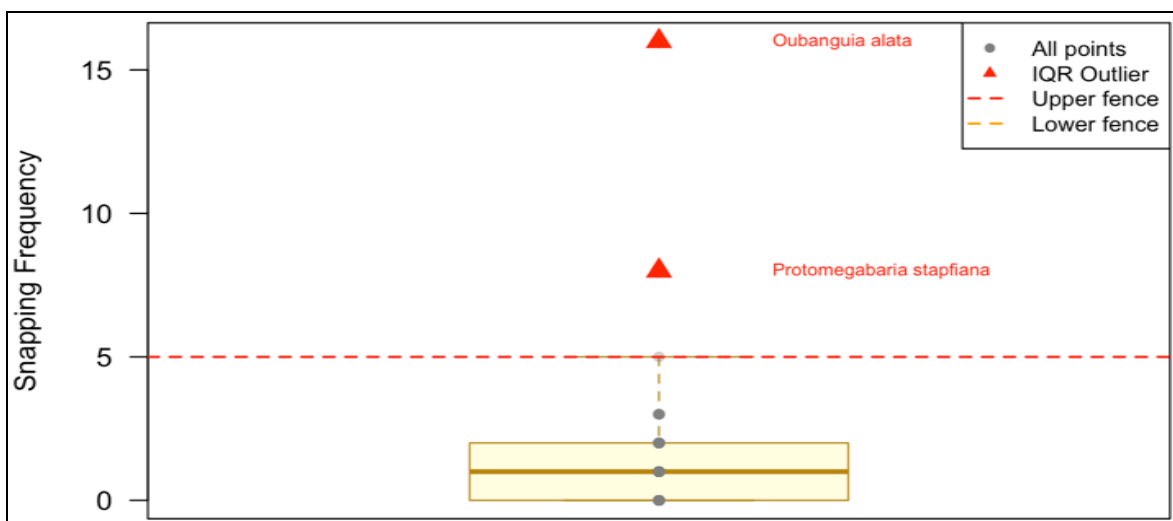 Oubanguia alata
All points
IQR Outlier
Upper fence
Lower fence
15
10
Protomegabaria stapfiana
5
0
Snapping Frequency